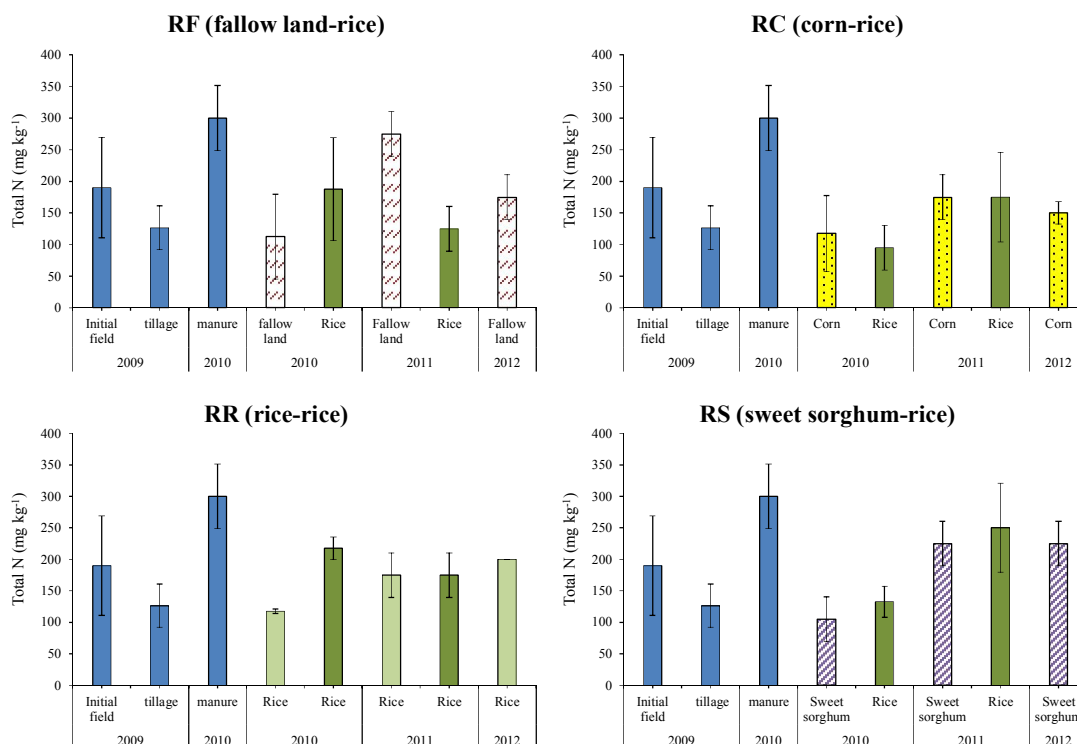 RF (fallow land-rice)
Total N (mg kg-1)
400
350
300
250
200
150
100
50
0
Initial field
tillage
manure
fallow land
Rice
Fallow land
Rice
Fallow land
2009
2010
2010
2011
2012
RC (corn-rice)
Total N (mg kg-1)
400
350
300
250
200
150
100
50
0
Initial field
tillage
manure
Corn
Rice
Corn
Rice
Corn
2009
2010
2010
2011
2012
RR (rice-rice)
Total N (mg kg-1)
400
350
300
250
200
150
100
50
0
Initial field
tillage
manure
Rice
Rice
Rice
Rice
Rice
2009
2010
2010
2011
2012
RS (sweet sorghum-rice)
Total N (mg kg-1)
400
350
300
250
200
150
100
50
0
Initial field
tillage
manure
Sweet sorghum
Rice
Sweet sorghum
Rice
Sweet sorghum
2009
2010
2010
2011
2012